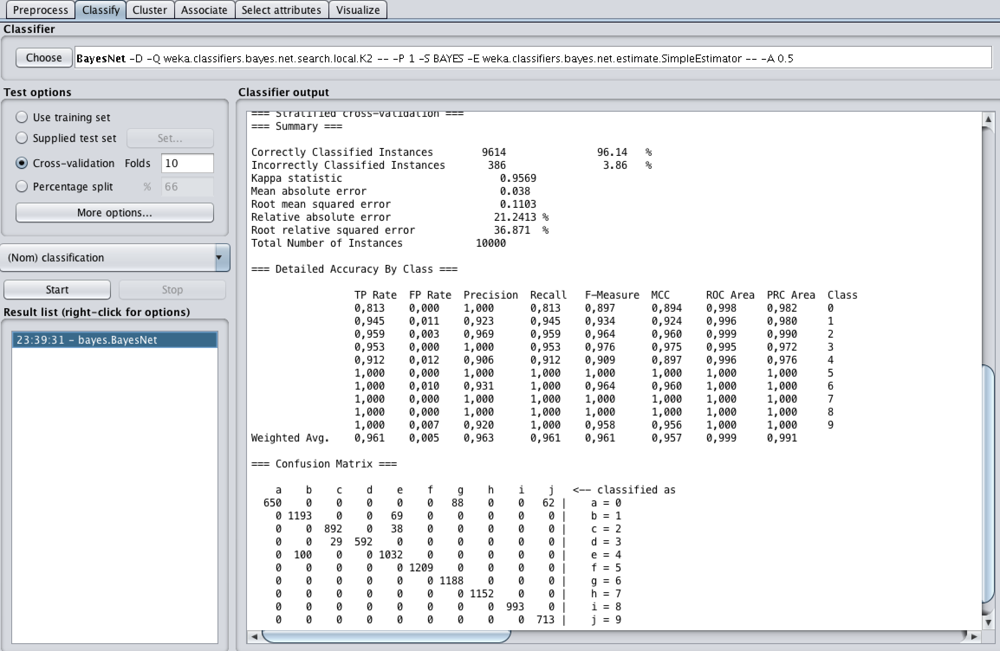 Preprocess Classify Cluster Associate Select attributes Visualize
Classifier
Choose BayesNet -D -Q weka.classifiers.bayes.net.search.local.K2 -- -P 1 -S BAYES -E weka.classifiers.bayes.net.estimate.SimpleEstimator -- -A 0.5
Test options
Use training set
Supplied test set Set...
Cross-validation Folds 10
Percentage split % 66
More options...
(Nom) classification
Start Stop
Result list (right-click for options)
23:39:31 - bayes.BayesNet
Classifier output
=== Stratified cross-validation ===
=== Summary ===
Correctly Classified Instances 9614 96.14 %
Incorrectly Classified Instances 386 3.86 %
Kappa statistic 0.9569
Mean absolute error 0.038
Root mean squared error 0.1103
Relative absolute error 21.2413 %
Root relative squared error 36.871 %
Total Number of Instances 10000
=== Detailed Accuracy By Class ===
TP Rate FP Rate Precision Recall F-Measure MCC ROC Area PRC Area Class
0,813 0,000 1,000 0,813 0,897 0,894 0,998 0,982 0
0,945 0,011 0,923 0,945 0,934 0,924 0,996 0,980 1
0,959 0,003 0,969 0,959 0,964 0,960 0,999 0,990 2
0,953 0,000 1,000 0,953 0,976 0,975 0,995 0,972 3
0,912 0,012 0,906 0,912 0,909 0,897 0,996 0,976 4
1,000 0,000 1,000 1,000 1,000 1,000 1,000 1,000 5
1,000 0,010 0,931 1,000 0,964 0,960 1,000 1,000 6
1,000 0,000 1,000 1,000 1,000 1,000 1,000 1,000 7
1,000 0,000 1,000 1,000 1,000 1,000 1,000 1,000 8
1,000 0,007 0,920 1,000 0,958 0,956 1,000 1,000 9
Weighted Avg. 0,961 0,005 0,963 0,961 0,961 0,957 0,999 0,991
=== Confusion Matrix ===
a b c d e f g h i j <-- classified as
650 0 0 0 0 0 88 0 0 62 | a = 0
0 1193 0 0 69 0 0 0 0 0 | b = 1
0 0 892 0 38 0 0 0 0 0 | c = 2
0 0 29 592 0 0 0 0 0 0 | d = 3
0 100 0 0 1032 0 0 0 0 0 | e = 4
0 0 0 0 0 1209 0 0 0 0 | f = 5
0 0 0 0 0 0 1188 0 0 0 | g = 6
0 0 0 0 0 0 0 1152 0 0 | h = 7
0 0 0 0 0 0 0 0 993 0 | i = 8
0 0 0 0 0 0 0 0 0 713 | j = 9